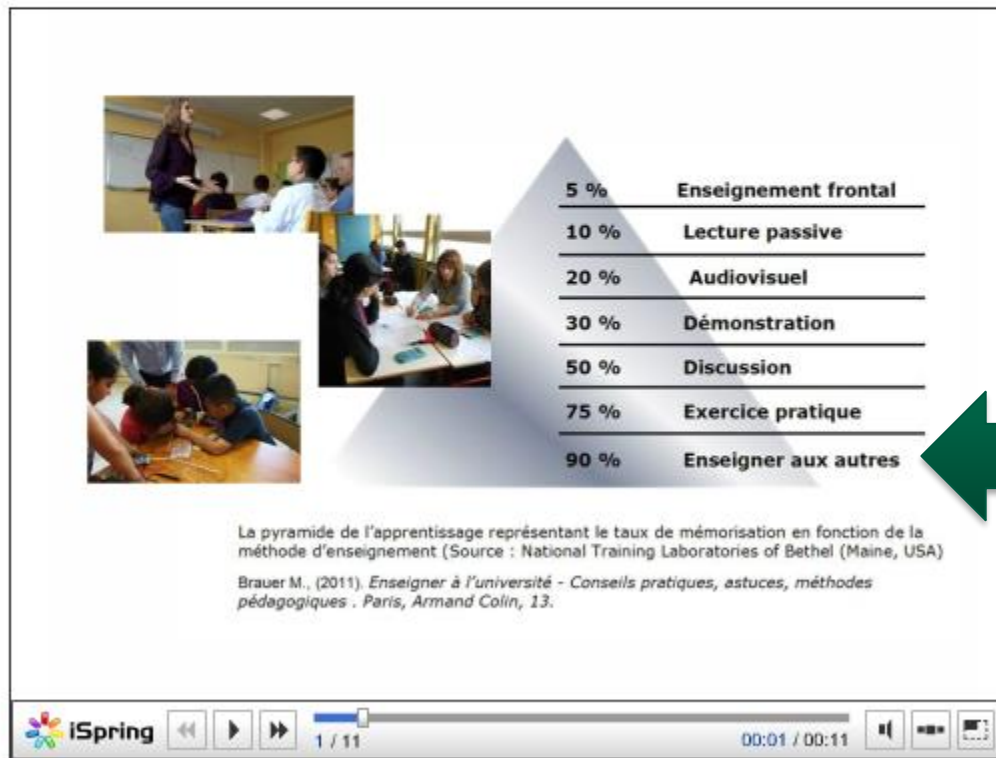 5 % Enseignement frontal
10 % Lecture passive
20 % Audiovisuel
30 % Démonstration
50 % Discussion
75 % Exercice pratique
90 % Enseigner aux autres
La pyramide de l'apprentissage représentant le taux de mémorisation en fonction de la
méthode d'enseignement (Source : National Training Laboratories of Bethel (Maine, USA)
Brauer M., (2011). Enseigner à l'université - Conseils pratiques, astuces, méthodes
pédagogiques . Paris, Armand Colin, 13.
iSpring
1 / 11
00:01 / 00:11